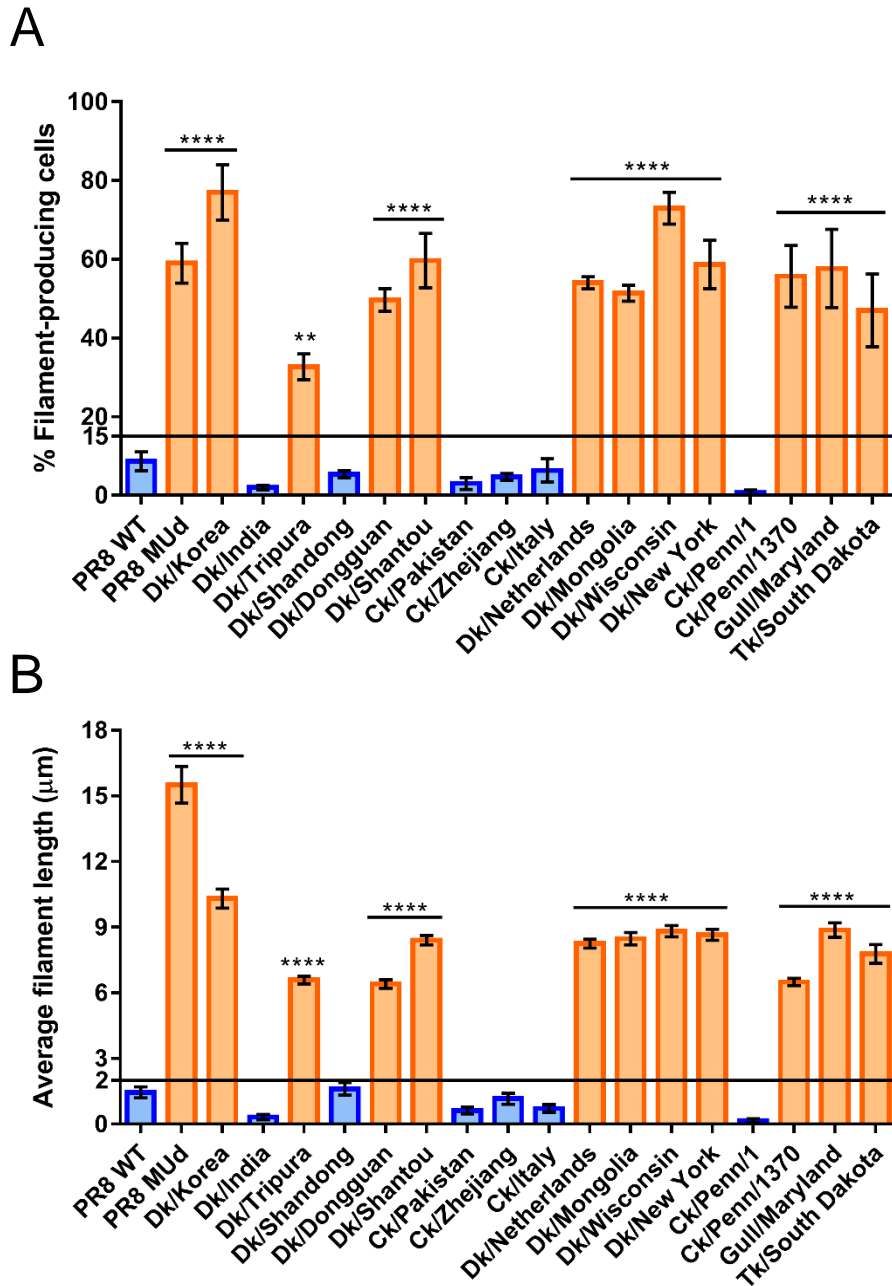 A
% Filament-producing cells
100
80
60
40
20
15
0
****
**
****
****
****
PR8 WT
PR8 MUd
Dk/Korea
Dk/India
Dk/Tripura
Dk/Shandong
Dk/Dongguan
Dk/Shantou
Ck/Pakistan
Ck/Zhejiang
Ck/Italy
Dk/Netherlands
Dk/Mongolia
Dk/Wisconsin
Dk/New York
Ck/Penn/1
Ck/Penn/1370
Gull/Maryland
Tk/South Dakota
B
Average filament length (μm)
18
15
12
9
6
3
2
0
****
****
****
****
****
PR8 WT
PR8 MUd
Dk/Korea
Dk/India
Dk/Tripura
Dk/Shandong
Dk/Dongguan
Dk/Shantou
Ck/Pakistan
Ck/Zhejiang
Ck/Italy
Dk/Netherlands
Dk/Mongolia
Dk/Wisconsin
Dk/New York
Ck/Penn/1
Ck/Penn/1370
Gull/Maryland
Tk/South Dakota